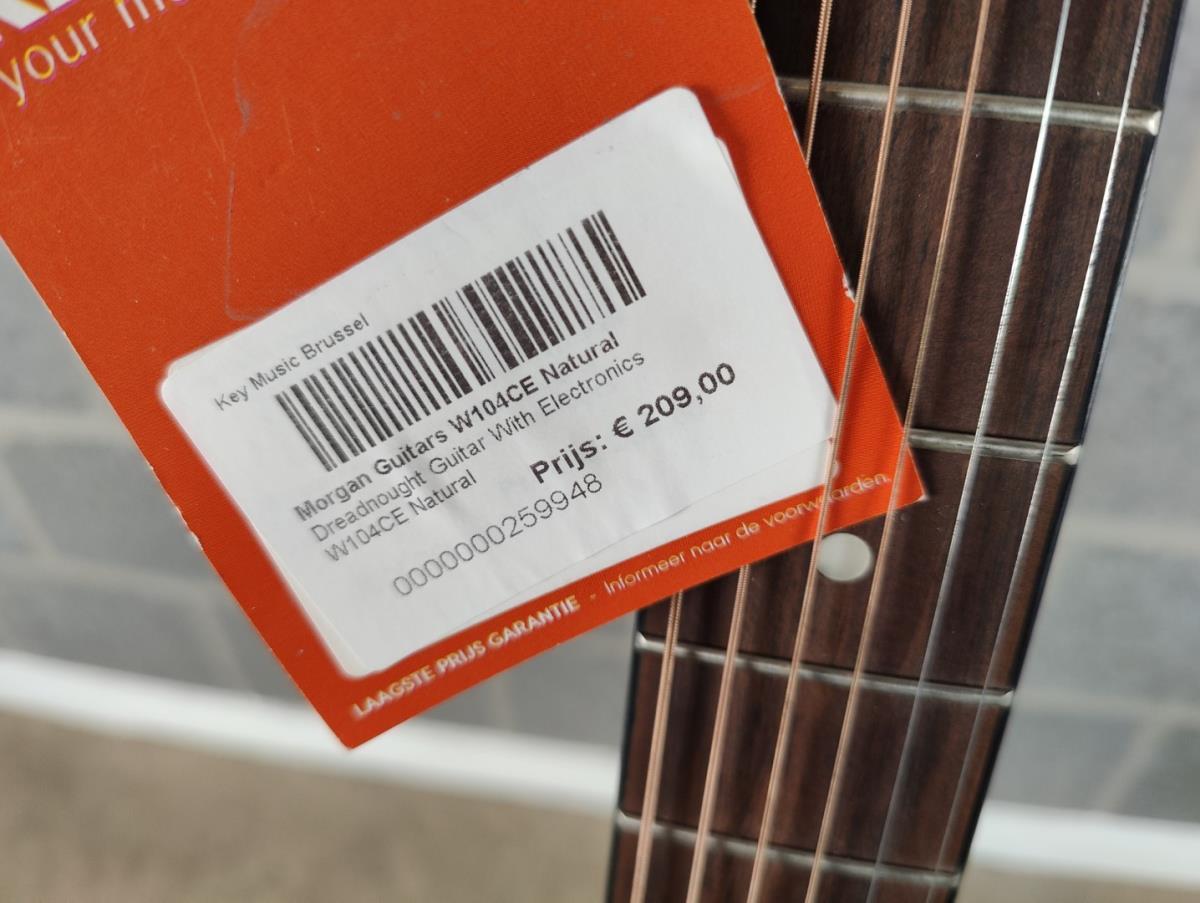 your
Key Music Brussel
Morgan Guitars W104CE Natural
Dreadnought Guitar With Electronics
W104CE Natural
Prijs: € 209,00
0000000259948
LAAGSTE PRIJS GARANTIE - Informeer naar de voorwaarden.